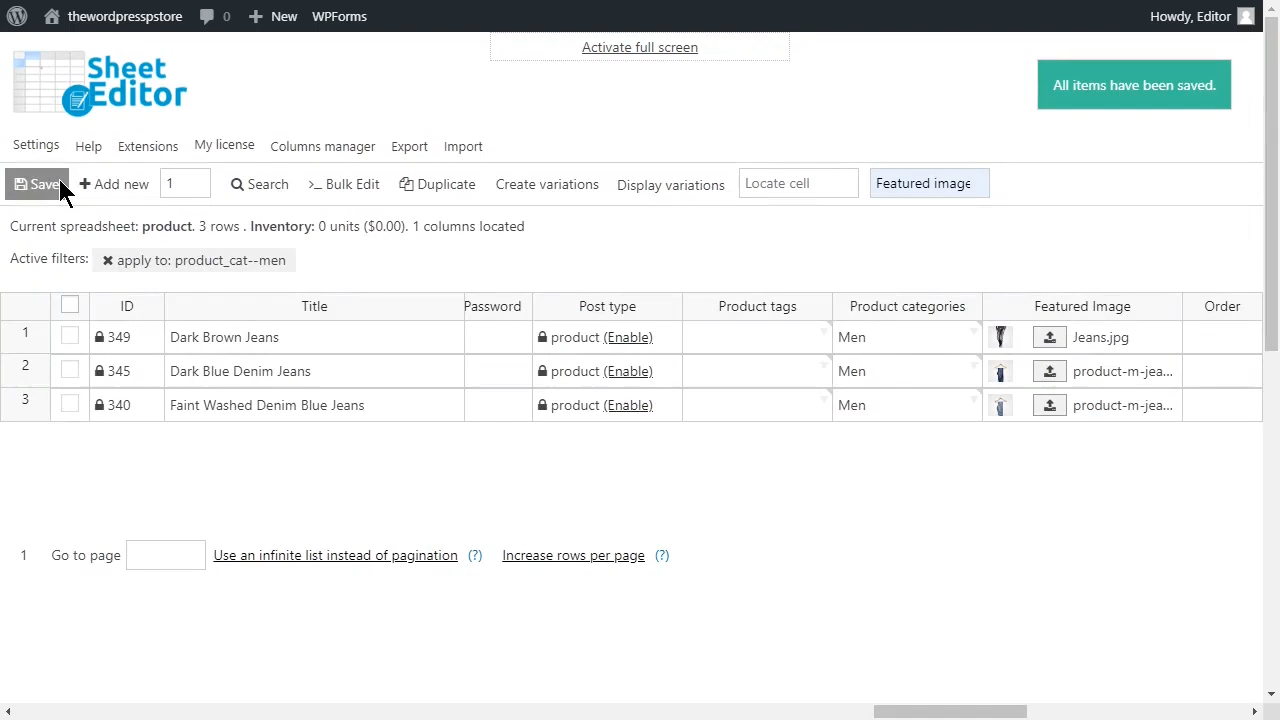 thewordpresspstore 0 New WPForms Howdy, Editor
Activate full screen
Sheet
Editor
All items have been saved.
Settings Help Extensions My license Columns manager Export Import
Save Add new 1 Search >_ Bulk Edit Duplicate Create variations Display variations Locate cell Featured image
Current spreadsheet: product. 3 rows . Inventory: 0 units ($0.00). 1 columns located
Active filters: ✖ apply to: product_cat--men
ID Title Password Post type Product tags Product categories Featured Image Order
1 349 Dark Brown Jeans product (Enable) Men Jeans.jpg
2 345 Dark Blue Denim Jeans product (Enable) Men product-m-jea...
3 340 Faint Washed Denim Blue Jeans product (Enable) Men product-m-jea...
1 Go to page Use an infinite list instead of pagination (?) Increase rows per page (?)